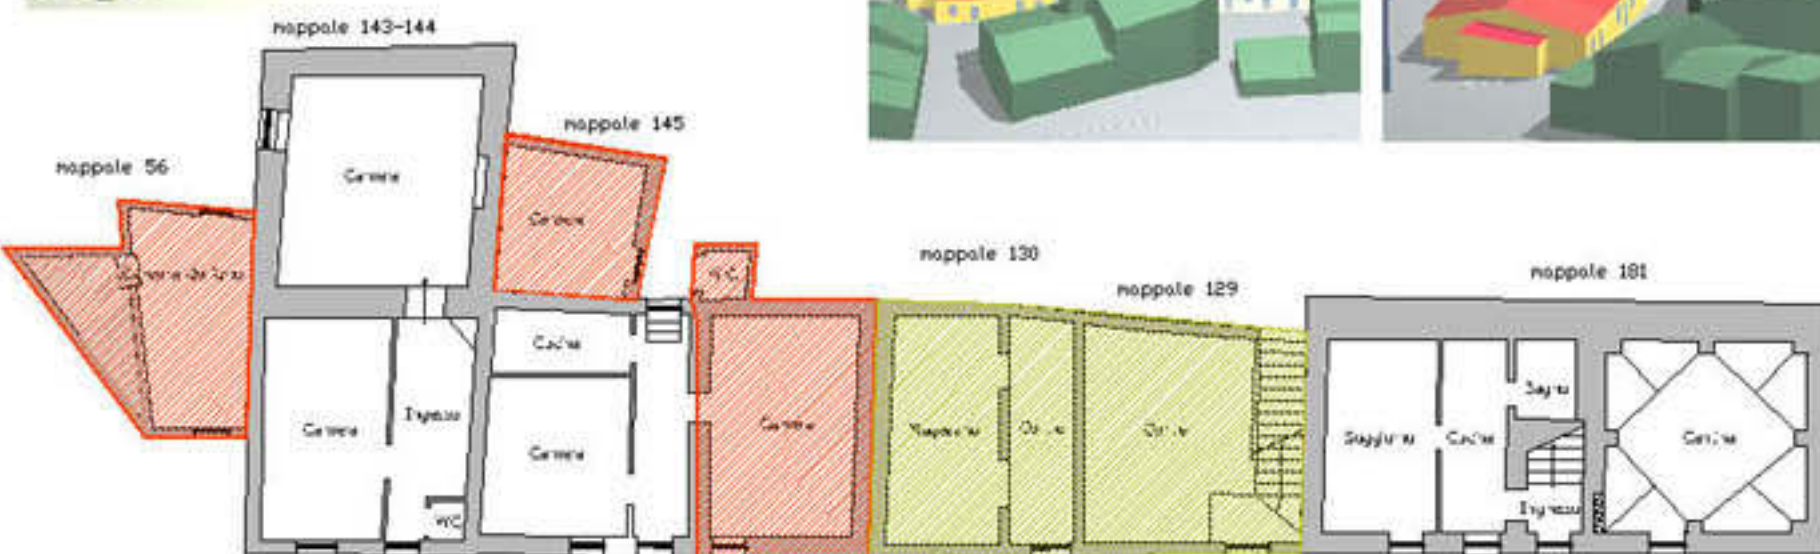 mappale 143-144
mappale 145
mappale 56
Camera
Camera
WC
mappale 130
mappale 129
mappale 181
Cucina
Bagno
Camera
Ingresso
Camera
Camera
Soggiorno
Cucina
Cantina
WC
Ingresso